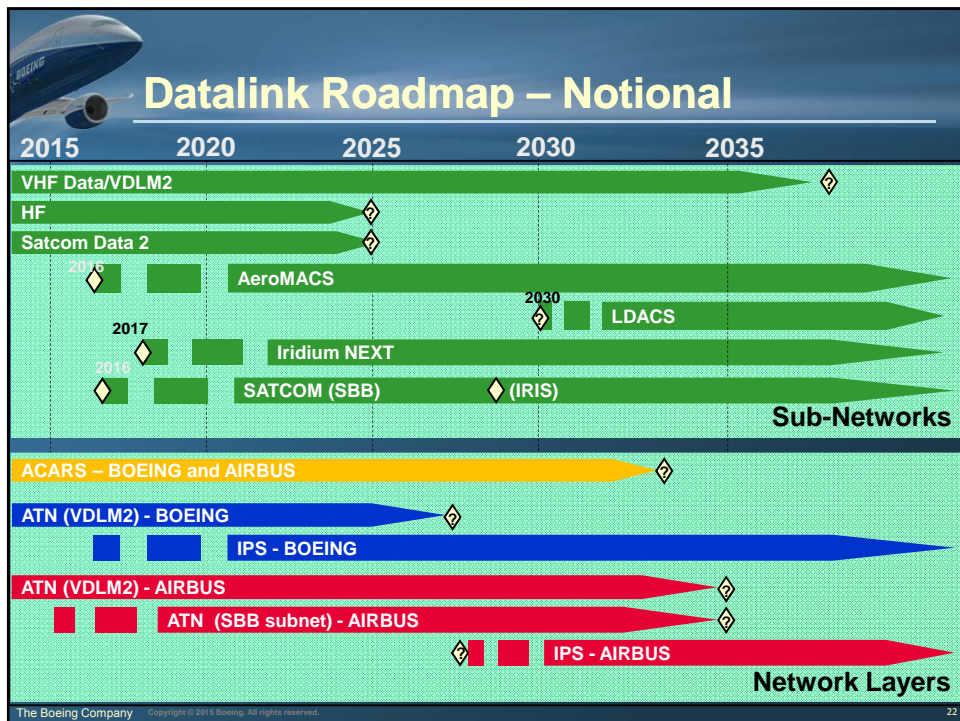 BOEING
Datalink Roadmap – Notional
2015 2020 2025 2030 2035
VHF Data/VDLM2 ?
HF ?
Satcom Data 2 ?
2016
AeroMACS
2030
? LDACS
2017
Iridium NEXT
2016
SATCOM (SBB) (IRIS)
Sub-Networks
ACARS – BOEING and AIRBUS ?
ATN (VDLM2) - BOEING ?
IPS - BOEING
ATN (VDLM2) - AIRBUS ?
ATN (SBB subnet) - AIRBUS ?
? IPS - AIRBUS
Network Layers
The Boeing Company Copyright © 2015 Boeing. All rights reserved. 22